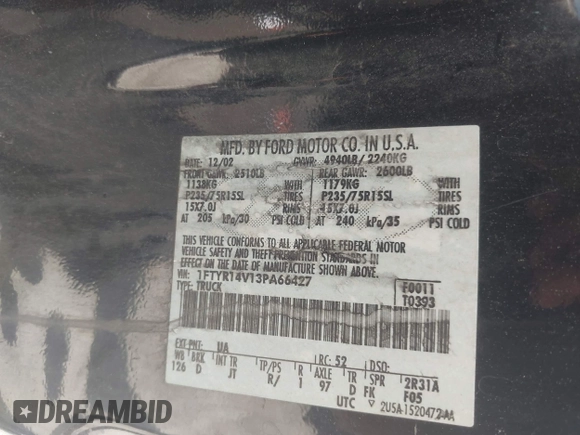 MFD. BY FORD MOTOR CO. IN U.S.A.
DATE: 12/02 GVWR: 4940LB/ 2240KG
FRONT GAWR: 2510LB REAR GAWR: 2600LB
1138KG WITH 1179KG WITH
P235/75R15SL TIRES P235/75R15SL TIRES
15X7.0J RIMS 15X7.0J RIMS
AT 205 kPa/30 PSI COLD AT 240 kPa/35 PSI COLD
THIS VEHICLE CONFORMS TO ALL APPLICABLE FEDERAL MOTOR
VEHICLE SAFETY AND THEFT PREVENTION STANDARDS
IN EFFECT ON THE DATE OF MANUFACTURE SHOWN ABOVE.
VIN: 1FTYR14V13PA66427 E0011
TYPE: TRUCK T0393
EXT PNT: UA RC: 52 DSO:
WB BRK INT TR TP/PS R AXLE TR SPR 2R31A
126 D JT R/ 1 97 D FK F05
UTC ▽ 2U5A-1520472-AA
DREAMBID